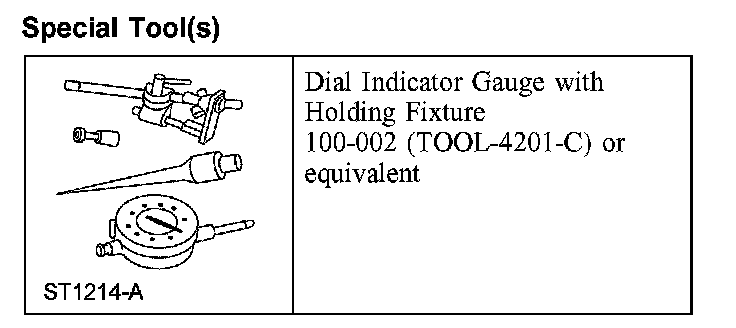 Special Tool(s)
Dial Indicator Gauge with
Holding Fixture
100-002 (TOOL-4201-C) or
equivalent
ST1214-A